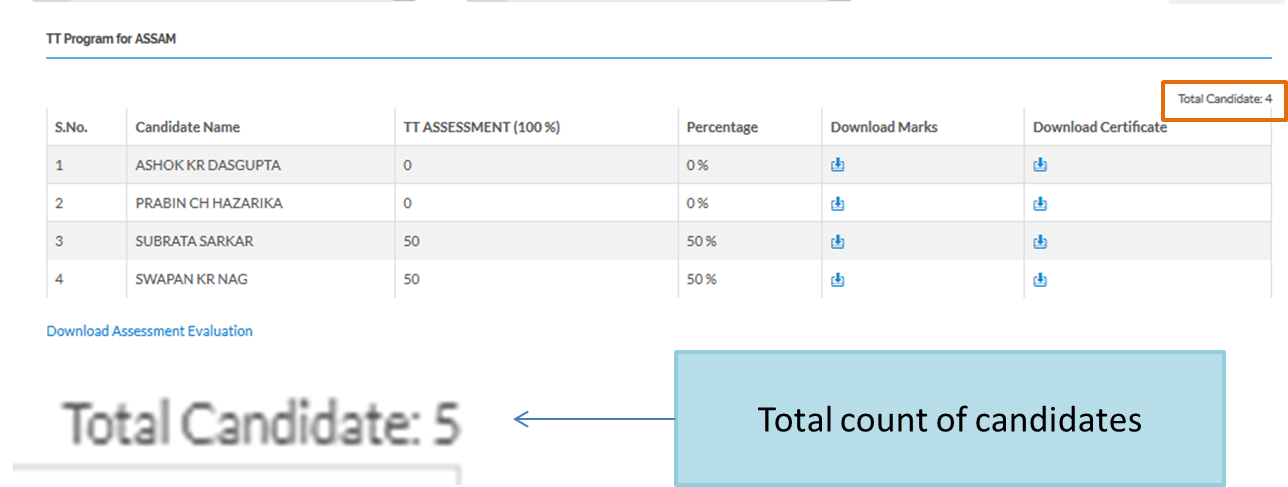 TT Program for ASSAM
Total Candidate: 4
S.No. Candidate Name TT ASSESSMENT (100 %) Percentage Download Marks Download Certificate
1 ASHOK KR DASGUPTA 0 0 %
2 PRABIN CH HAZARIKA 0 0 %
3 SUBRATA SARKAR 50 50 %
4 SWAPAN KR NAG 50 50 %
Download Assessment Evaluation
Total Candidate: 5
Total count of candidates